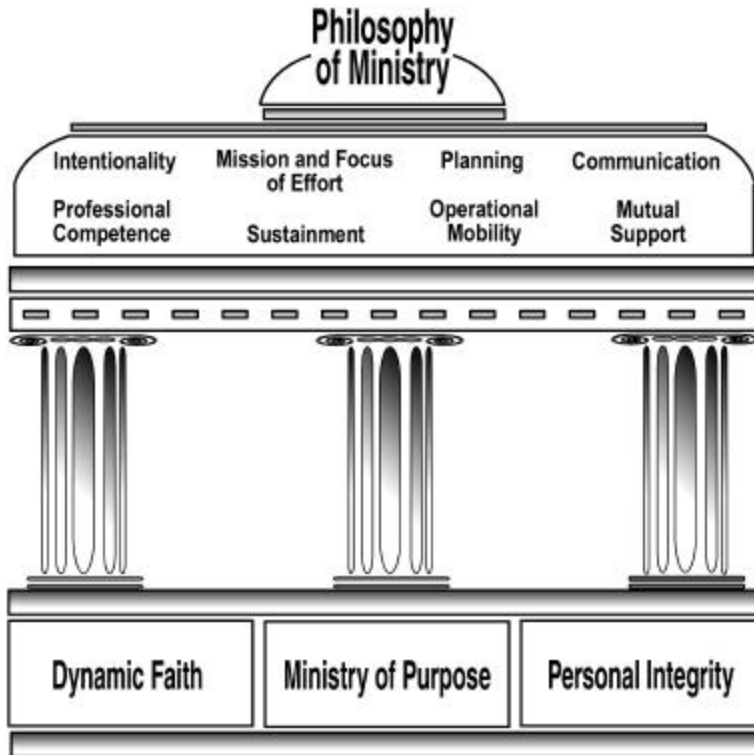 Philosophy
of Ministry
Intentionality
Mission and Focus
of Effort
Planning
Communication
Professional
Competence
Sustainment
Operational
Mobility
Mutual
Support
Dynamic Faith
Ministry of Purpose
Personal Integrity